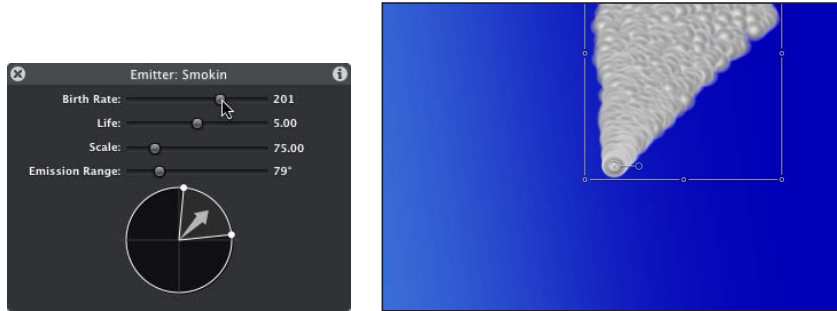 Emitter: Smokin
Birth Rate: 201
Life: 5.00
Scale: 75.00
Emission Range: 79°